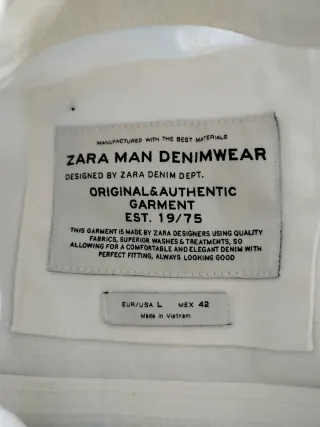 MANUFACTURED WITH THE BEST MATERIALS
ZARA MAN DENIMWEAR
DESIGNED BY ZARA DENIM DEPT.
ORIGINAL&AUTHENTIC
GARMENT
EST. 19/75
THIS GARMENT IS MADE BY ZARA DESIGNERS USING QUALITY
FABRICS, SUPERIOR WASHES & TREATMENTS, SO
ALLOWING FOR A COMFORTABLE AND ELEGANT DENIM WITH
PERFECT FITTING, ALWAYS LOOKING GOOD
EUR/USA L MEX 42
Made in Vietnam